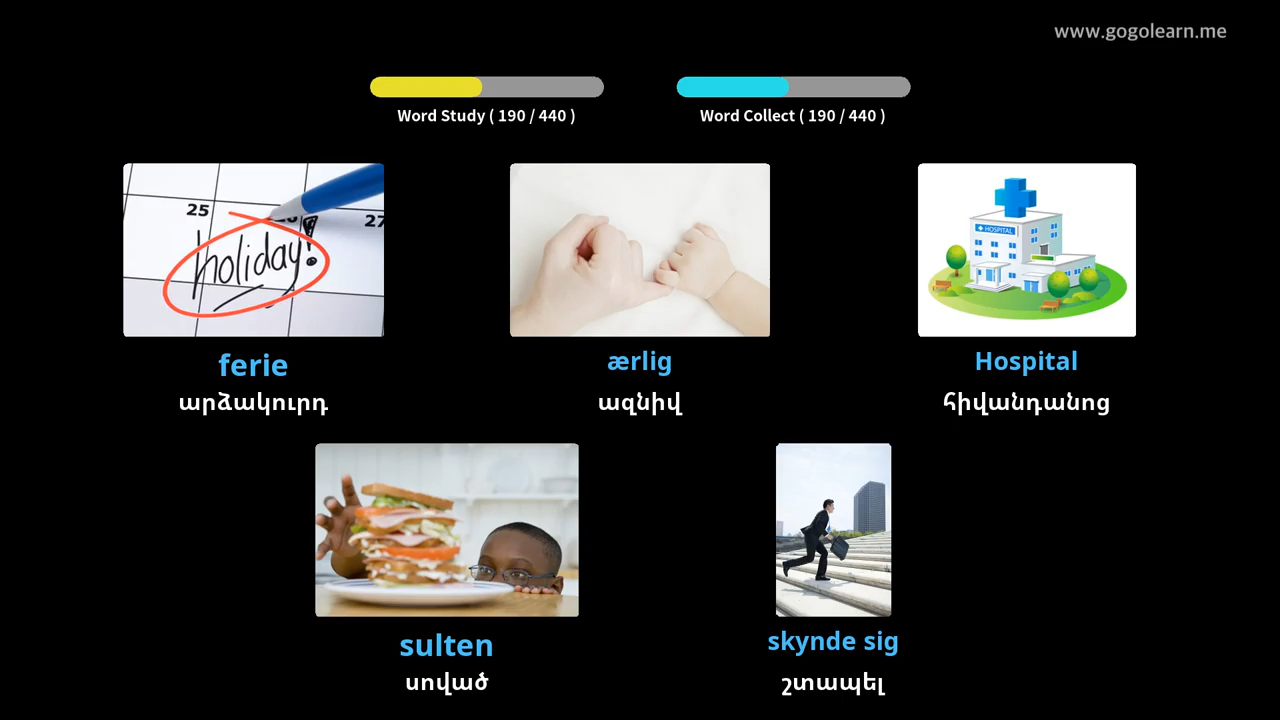 www.gogolearn.me
Word Study ( 190 / 440 )
Word Collect ( 190 / 440 )
25
27
holiday!
HOSPITAL
ferie
ærlig
Hospital
արձակուրդ
ազնիվ
հիվանդանոց
sulten
skynde sig
սոված
շտապել